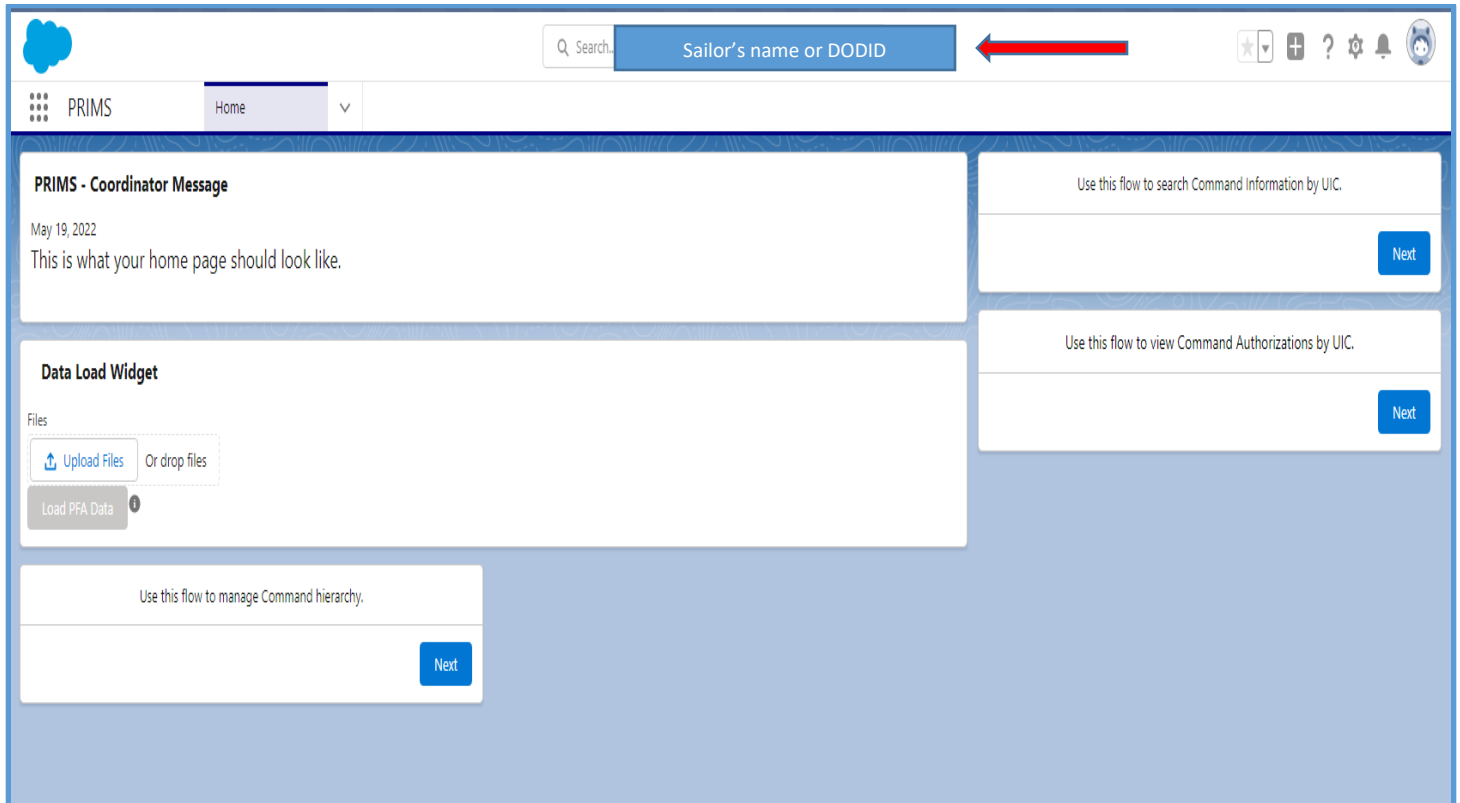 Search..
Sailor's name or DODID
PRIMS
Home
PRIMS - Coordinator Message
May 19, 2022
This is what your home page should look like.
Use this flow to search Command Information by UIC.
Next
Use this flow to view Command Authorizations by UIC.
Next
Data Load Widget
Files
Upload Files
Or drop files
Load PFA Data
Use this flow to manage Command hierarchy.
Next